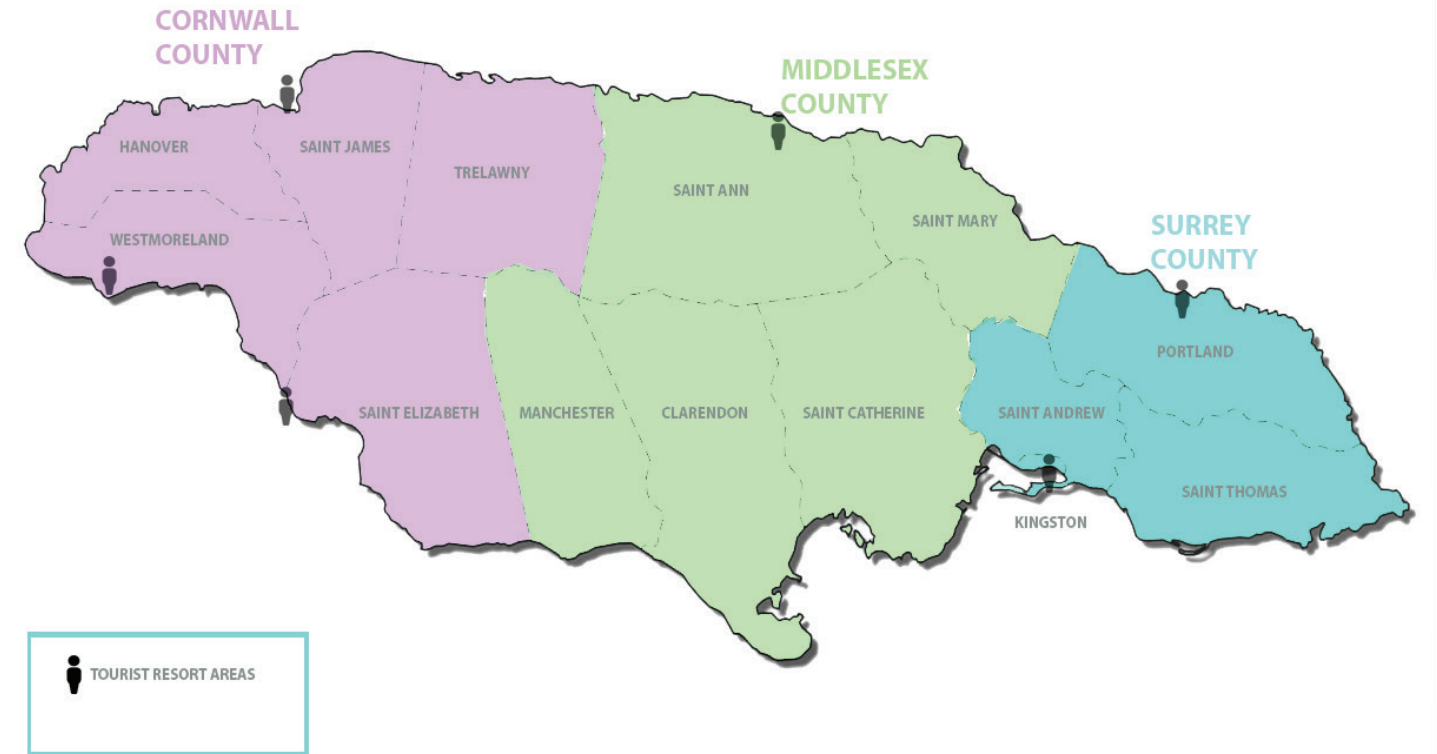 CORNWALL
COUNTY
MIDDLESEX
COUNTY
HANOVER
SAINT JAMES
TRELAWNY
SAINT ANN
SAINT MARY
SURREY
COUNTY
WESTMORELAND
PORTLAND
SAINT ELIZABETH
MANCHESTER
CLARENDON
SAINT CATHERINE
SAINT ANDREW
SAINT THOMAS
KINGSTON
TOURIST RESORT AREAS